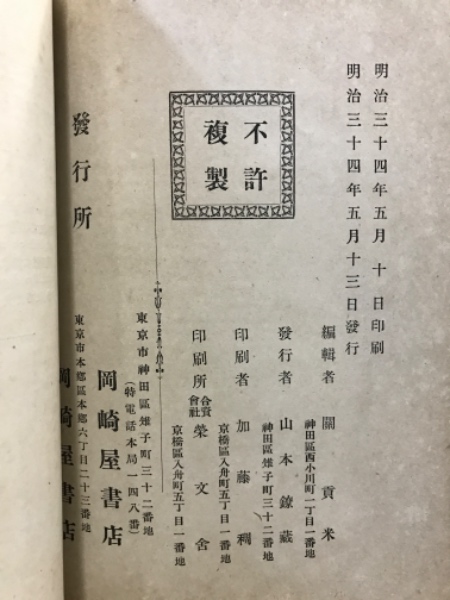 明治三十四年五月十日印刷
明治三十四年五月十三日發行
不許
複製
編輯者 關貢米
神田區西小川町一丁目一番地
發行者 山本鐐藏
神田區雉子町三十二番地
印刷者 加藤稠
京橋區入舟町五丁目一番地
印刷所 合資會社 榮文舍
京橋區入舟町五丁目一番地
發行所
東京市神田區雉子町三十二番地
(特電話本局一四八番)
岡崎屋書店
東京市本鄉區本鄉六丁目二十三番地
岡崎屋書店